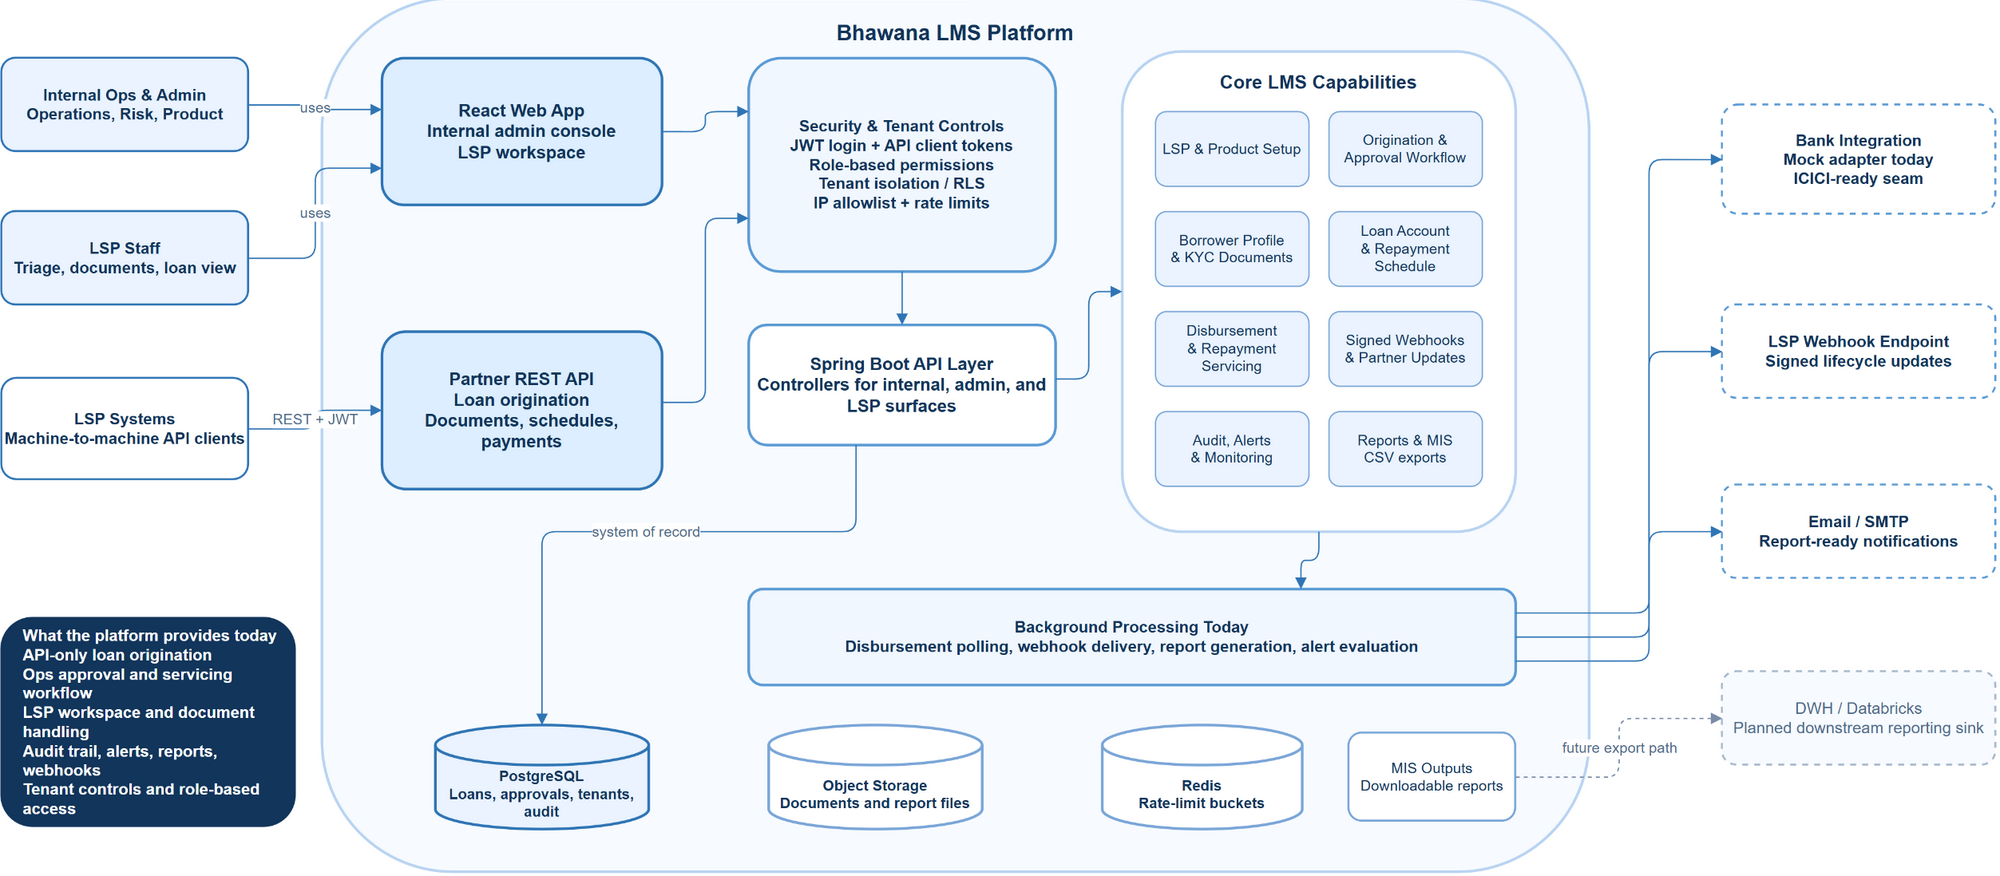 Bhawana LMS Platform
Internal Ops & Admin
Operations, Risk, Product
uses
LSP Staff
Triage, documents, loan view
uses
LSP Systems
Machine-to-machine API clients
REST + JWT
React Web App
Internal admin console
LSP workspace
Partner REST API
Loan origination
Documents, schedules,
payments
Security & Tenant Controls
JWT login + API client tokens
Role-based permissions
Tenant isolation / RLS
IP allowlist + rate limits
Spring Boot API Layer
Controllers for internal, admin, and
LSP surfaces
Core LMS Capabilities
LSP & Product Setup
Origination &
Approval Workflow
Borrower Profile
& KYC Documents
Loan Account
& Repayment
Schedule
Disbursement
& Repayment
Servicing
Signed Webhooks
& Partner Updates
Audit, Alerts
& Monitoring
Reports & MIS
CSV exports
Bank Integration
Mock adapter today
ICICI-ready seam
LSP Webhook Endpoint
Signed lifecycle updates
Email / SMTP
Report-ready notifications
DWH / Databricks
Planned downstream reporting sink
system of record
Background Processing Today
Disbursement polling, webhook delivery, report generation, alert evaluation
future export path
What the platform provides today
API-only loan origination
Ops approval and servicing
workflow
LSP workspace and document
handling
Audit trail, alerts, reports,
webhooks
Tenant controls and role-based
access
PostgreSQL
Loans, approvals, tenants,
audit
Object Storage
Documents and report files
Redis
Rate-limit buckets
MIS Outputs
Downloadable reports